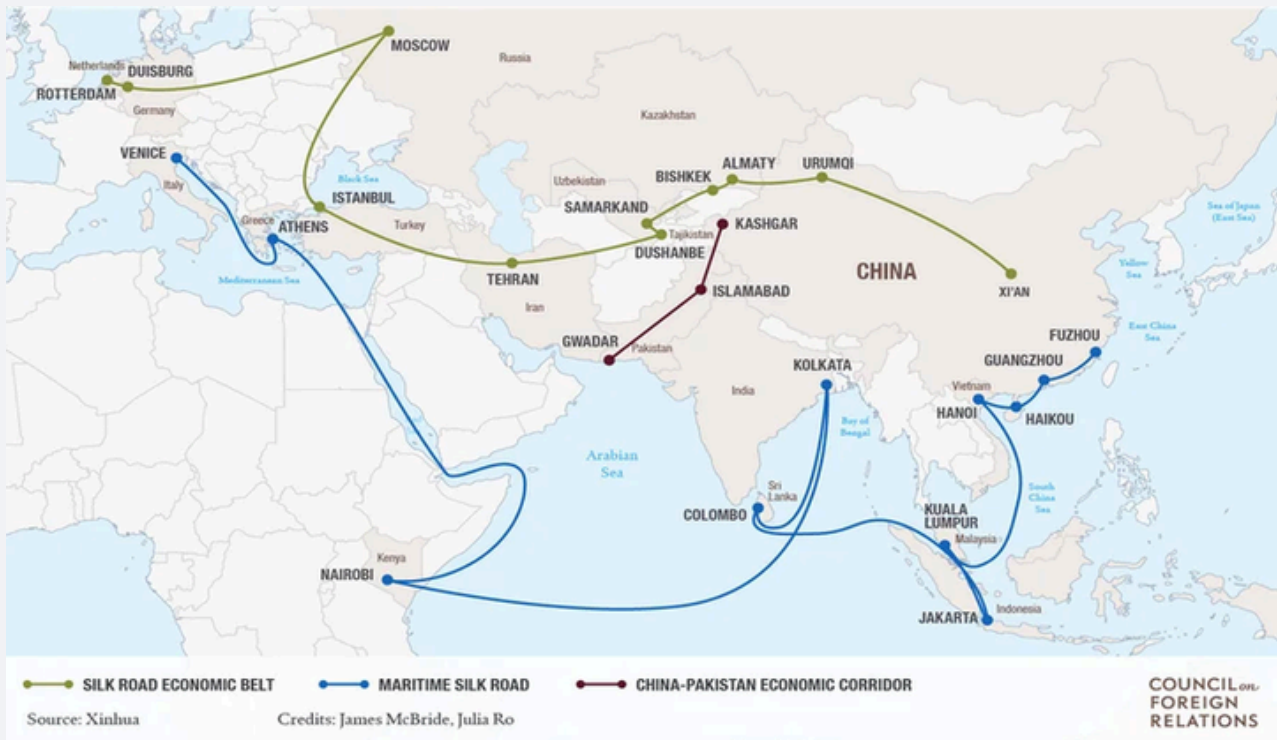 MOSCOW
Russia
Netherlands
DUISBURG
ROTTERDAM
Germany
Kazakhstan
VENICE
Italy
Black Sea
ISTANBUL
Uzbekistan
BISHKEK
ALMATY
URUMQI
SAMARKAND
Greece
ATHENS
Turkey
Tajikistan
KASHGAR
DUSHANBE
Sea of Japan
(East Sea)
Mediterranean Sea
TEHRAN
CHINA
Yellow
Sea
ISLAMABAD
XI'AN
Iran
GWADAR
Pakistan
East China
Sea
FUZHOU
GUANGZHOU
KOLKATA
India
Vietnam
HANOI
HAIKOU
Bay of
Bengal
Arabian
Sea
Sri
Lanka
COLOMBO
South
China
Sea
KUALA
LUMPUR
Malaysia
Kenya
NAIROBI
JAKARTA
Indonesia
SILK ROAD ECONOMIC BELT
MARITIME SILK ROAD
CHINA-PAKISTAN ECONOMIC CORRIDOR
Source: Xinhua
Credits: James McBride, Julia Ro
COUNCIL on
FOREIGN
RELATIONS